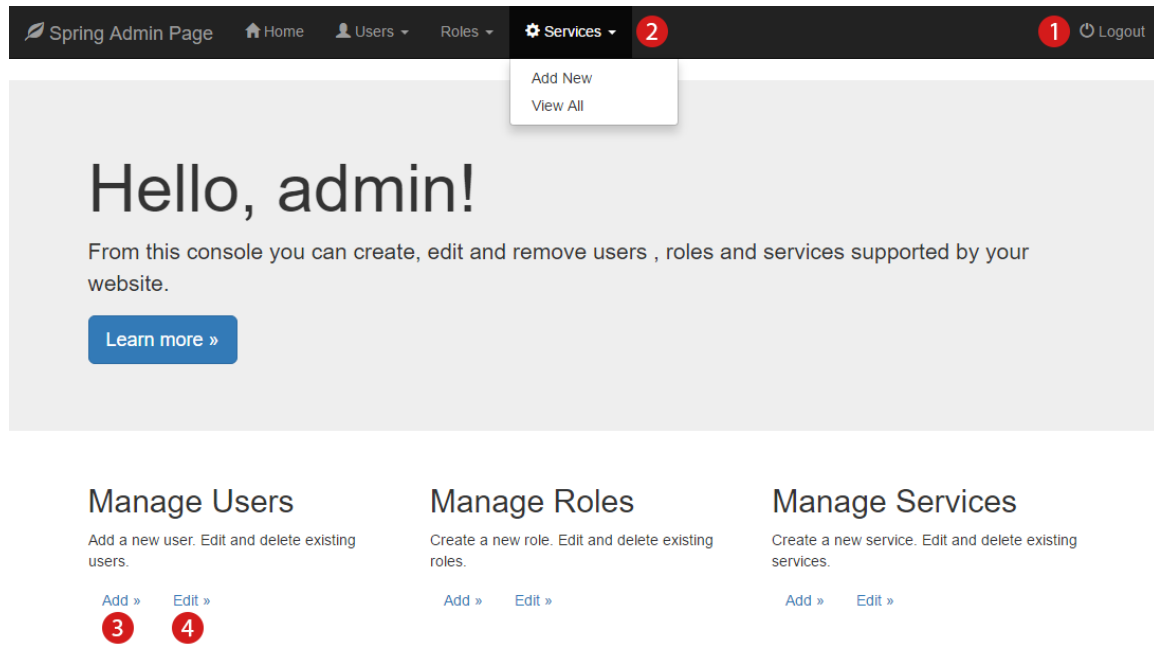 Spring Admin Page Home Users Roles Services 2 1 Logout
Add New
View All
Hello, admin!
From this console you can create, edit and remove users , roles and services supported by your
website.
Learn more »
Manage Users
Add a new user. Edit and delete existing
users.
Add » Edit »
3 4
Manage Roles
Create a new role. Edit and delete existing
roles.
Add » Edit »
Manage Services
Create a new service. Edit and delete existing
services.
Add » Edit »